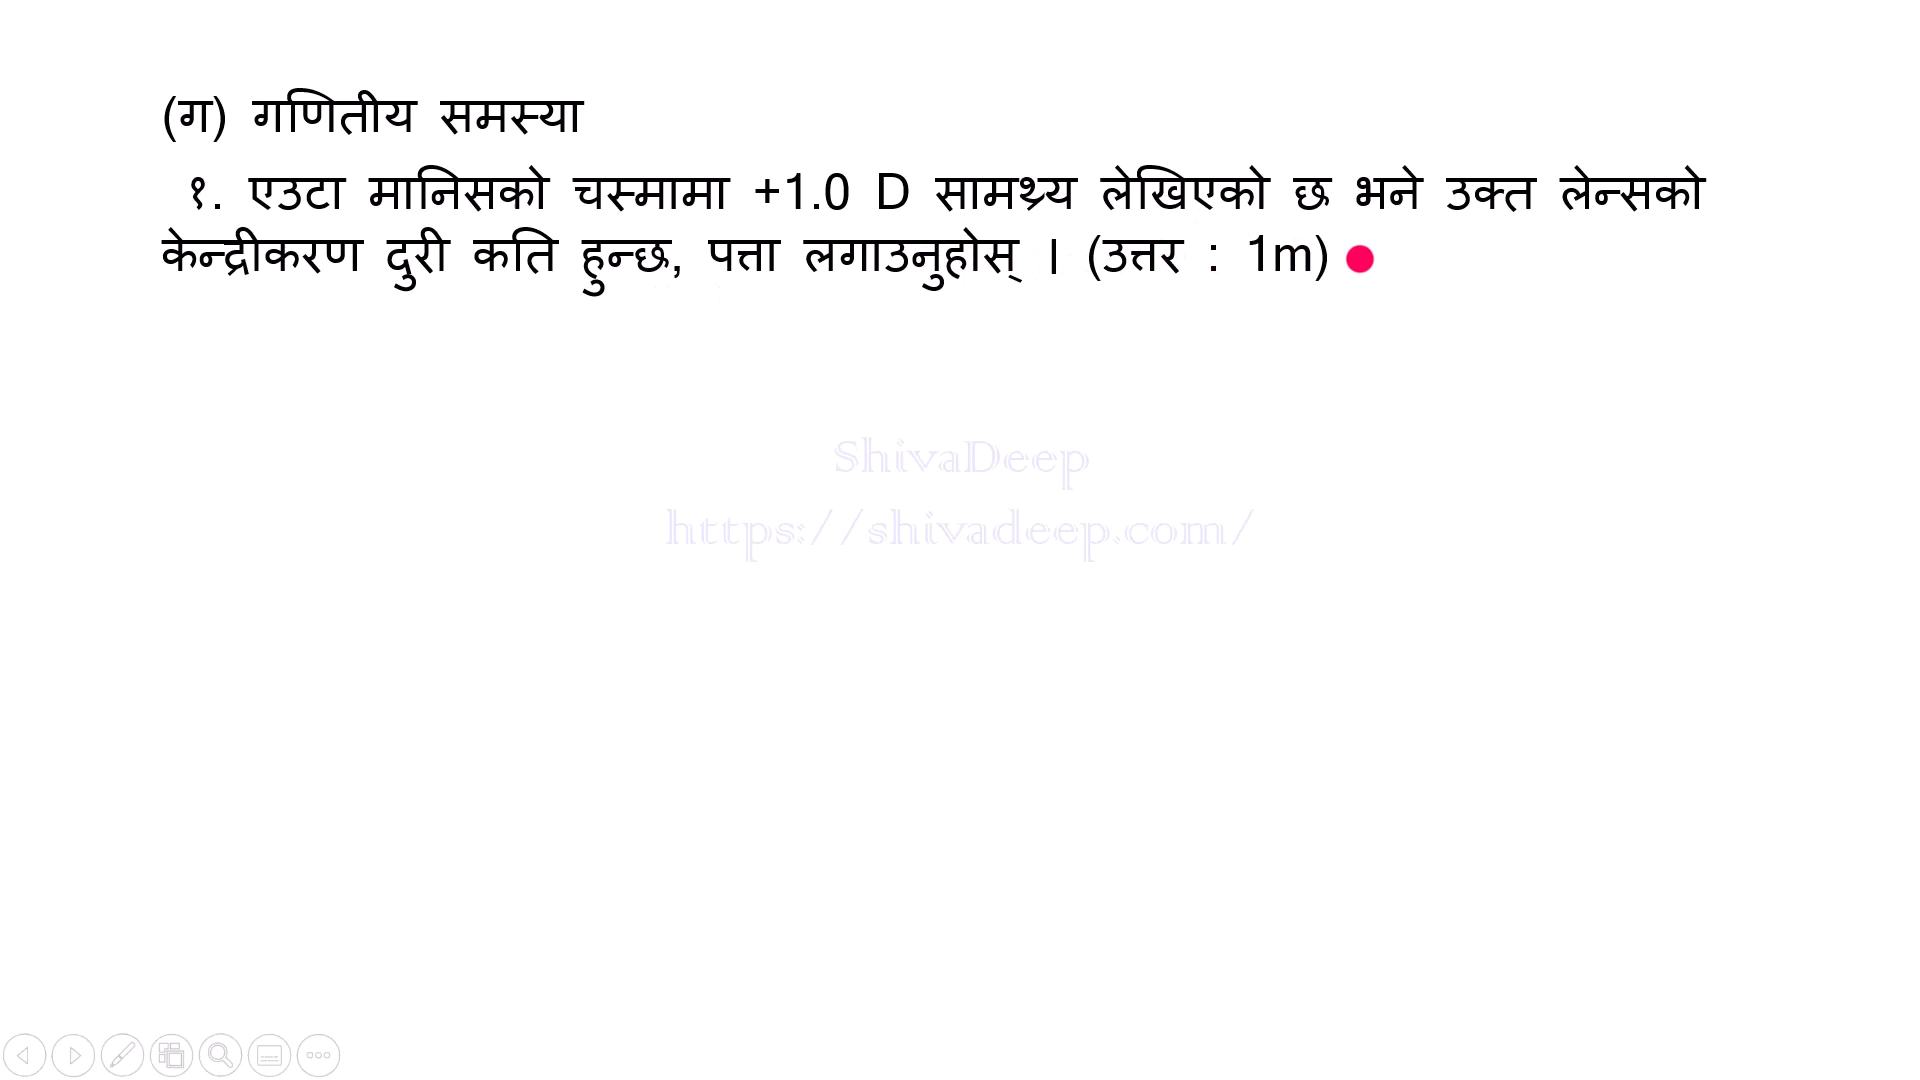 (ग) गणितीय समस्या
१. एउटा मानिसको चस्मामा +1.0 D सामथ्र्य लेखिएको छ भने उक्त लेन्सको
केन्द्रीकरण दुरी कति हुन्छ, पत्ता लगाउनुहोस् । (उत्तर : 1m)
ShivaDeep
https://shivadeep.com/